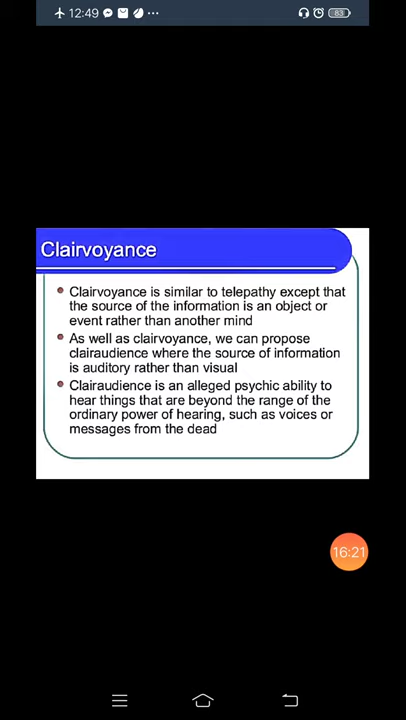 12:49
83
Clairvoyance
Clairvoyance is similar to telepathy except that
the source of the information is an object or
event rather than another mind
As well as clairvoyance, we can propose
clairaudience where the source of information
is auditory rather than visual
Clairaudience is an alleged psychic ability to
hear things that are beyond the range of the
ordinary power of hearing, such as voices or
messages from the dead
16:21